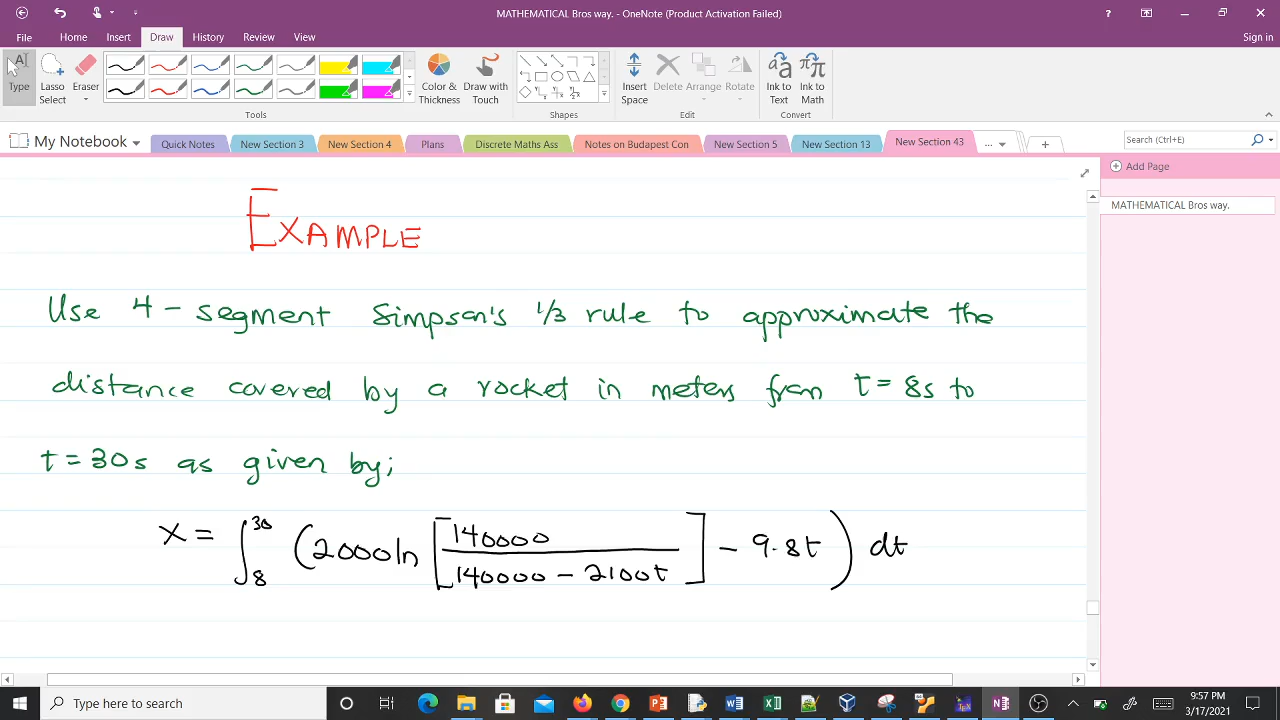 MATHEMATICAL Bros way. - OneNote (Product Activation Failed)
File Home Insert Draw History Review View Sign in
Type Lasso Select Eraser Color & Thickness Draw with Touch Insert Space Delete Arrange Rotate Ink to Text Ink to Math
Tools Shapes Edit Convert
My Notebook Quick Notes New Section 3 New Section 4 Plans Discrete Maths Ass Notes on Budapest Con New Section 5 New Section 13 New Section 43 ... Search (Ctrl+E)
Add Page
MATHEMATICAL Bros way.
EXAMPLE
Use 4 - segment Simpson's 1/3 rule to approximate the
distance covered by a rocket in meters from t = 8s to
t = 30s as given by;
x = ∫₈³⁰ (2000ln [140000 / (140000 - 2100t)] - 9.8t) dt
Type here to search
9:57 PM
3/17/2021